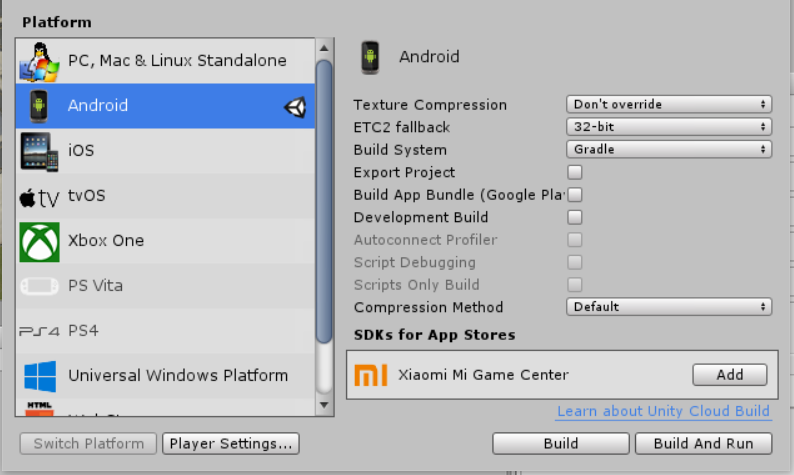 Platform
PC, Mac & Linux Standalone
Android
iOS
tv tvOS
Xbox One
PS Vita
PS4 PS4
Universal Windows Platform
HTML
Android
Texture Compression Don't override
ETC2 fallback 32-bit
Build System Gradle
Export Project
Build App Bundle (Google Pla
Development Build
Autoconnect Profiler
Script Debugging
Scripts Only Build
Compression Method Default
SDKs for App Stores
mi Xiaomi Mi Game Center Add
Learn about Unity Cloud Build
Switch Platform Player Settings... Build Build And Run